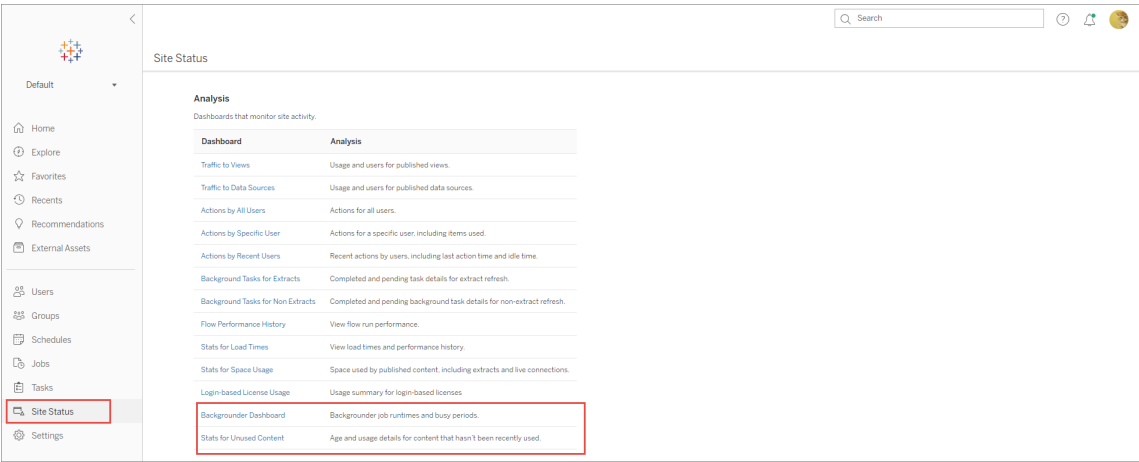 Search
Site Status
Default
Home
Explore
Favorites
Recents
Recommendations
External Assets
Users
Groups
Schedules
Jobs
Tasks
Site Status
Settings
Analysis
Dashboards that monitor site activity.
Dashboard Analysis
Traffic to Views Usage and users for published views.
Traffic to Data Sources Usage and users for published data sources.
Actions by All Users Actions for all users.
Actions by Specific User Actions for a specific user, including items used.
Actions by Recent Users Recent actions by users, including last action time and idle time.
Background Tasks for Extracts Completed and pending task details for extract refresh.
Background Tasks for Non Extracts Completed and pending background task details for non-extract refresh.
Flow Performance History View flow run performance.
Stats for Load Times View load times and performance history.
Stats for Space Usage Space used by published content, including extracts and live connections.
Login-based License Usage Usage summary for login-based licenses
Backgrounder Dashboard Backgrounder job runtimes and busy periods.
Stats for Unused Content Age and usage details for content that hasn't been recently used.